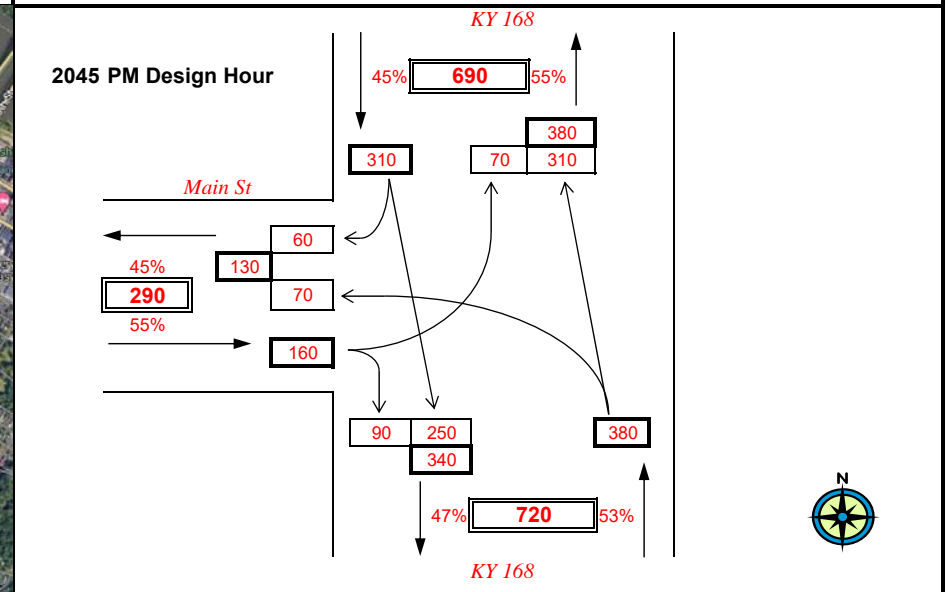 KY 168
2045 PM Design Hour
45% 690 55%
380
310 70 310
Main St
60
45% 130
290 70
55%
160
90 250 380
340
47% 720 53%
N
KY 168